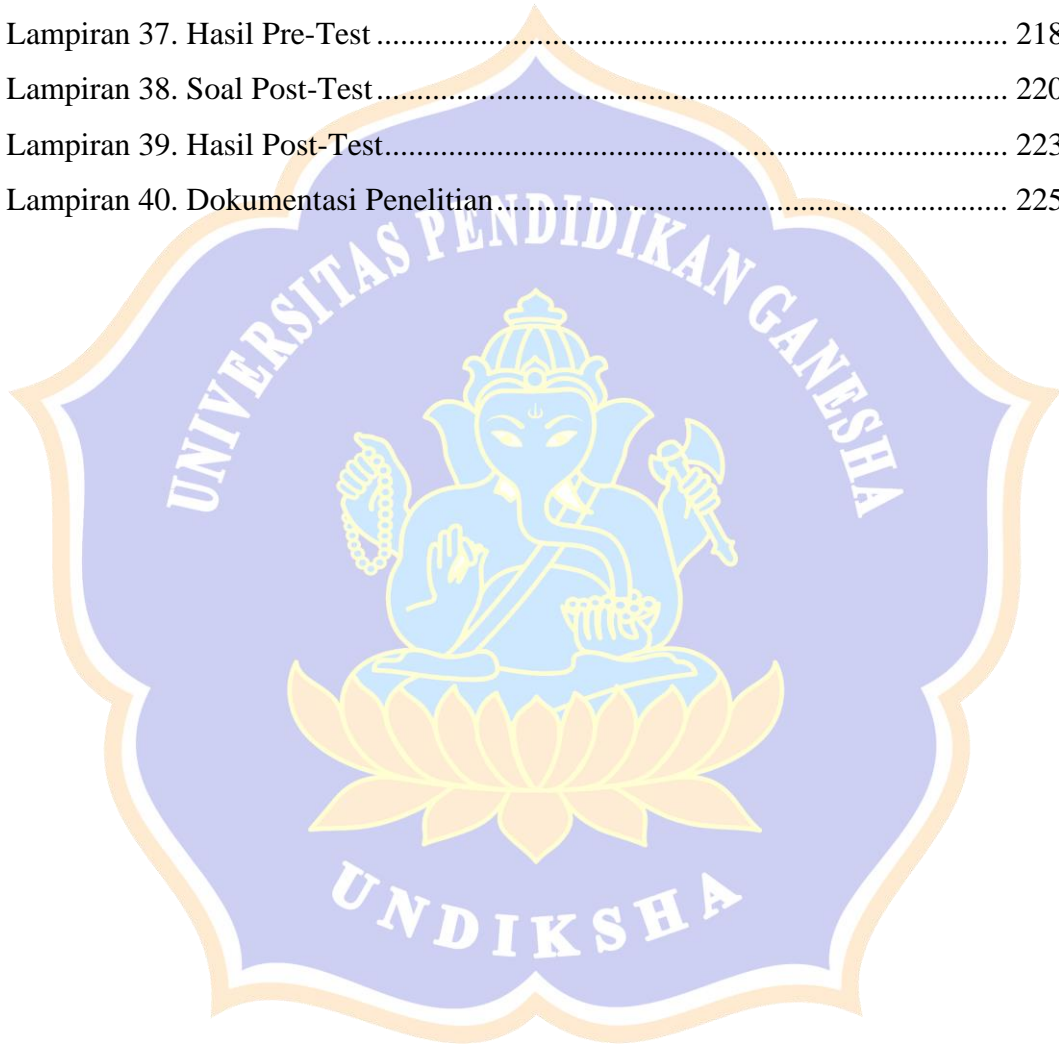 Lampiran 37. Hasil Pre-Test ........................................................................................ 218
Lampiran 38. Soal Post-Test ........................................................................................ 220
Lampiran 39. Hasil Post-Test ........................................................................................ 223
Lampiran 40. Dokumentasi Penelitian ........................................................................................ 225
UNIVERSITAS PENDIDIKAN GANESHA
UNDIKSHA